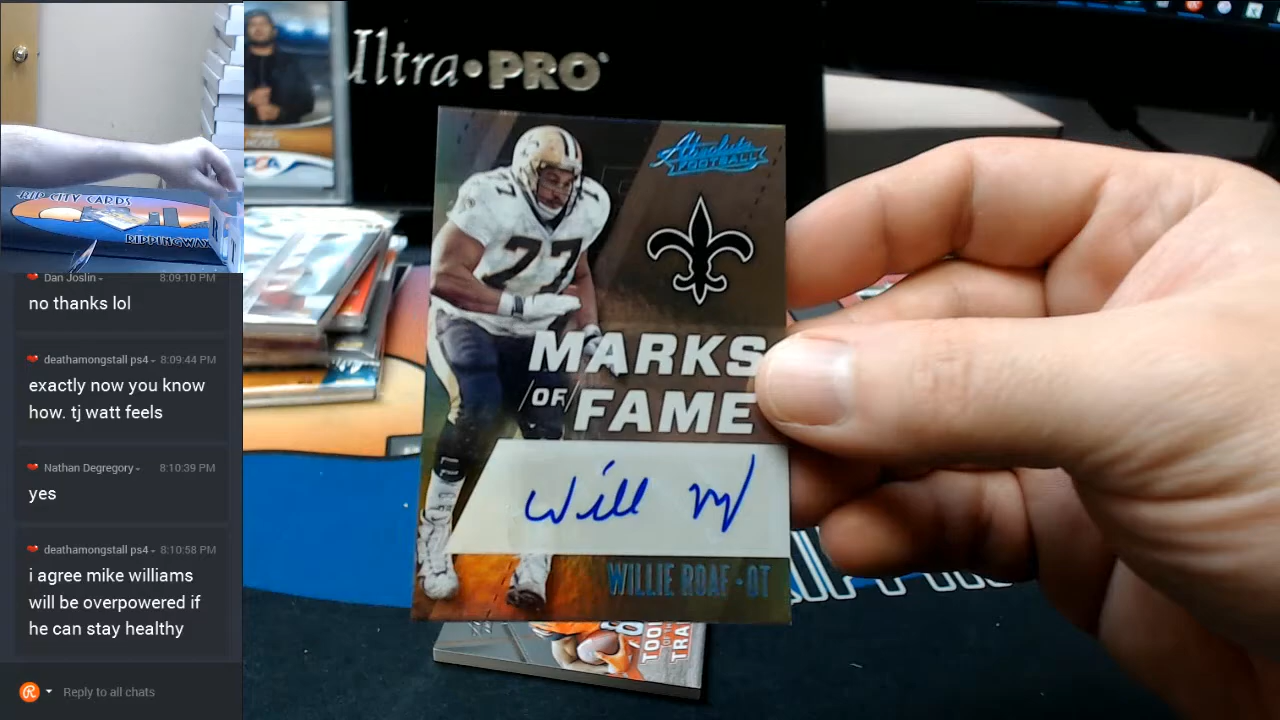 Ultra•PRO
RIP CITY CARDS
RIPPINGWAX
Dan Joslin 8:09:10 PM
no thanks lol
deathamongstall ps4 8:09:44 PM
exactly now you know
how. tj watt feels
Nathan Degregory 8:10:39 PM
yes
deathamongstall ps4 8:10:58 PM
i agree mike williams
will be overpowered if
he can stay healthy
Reply to all chats
Absolute
FOOTBALL
77
MARKS
/OF/ FAME
Will
WILLIE ROAF • OT